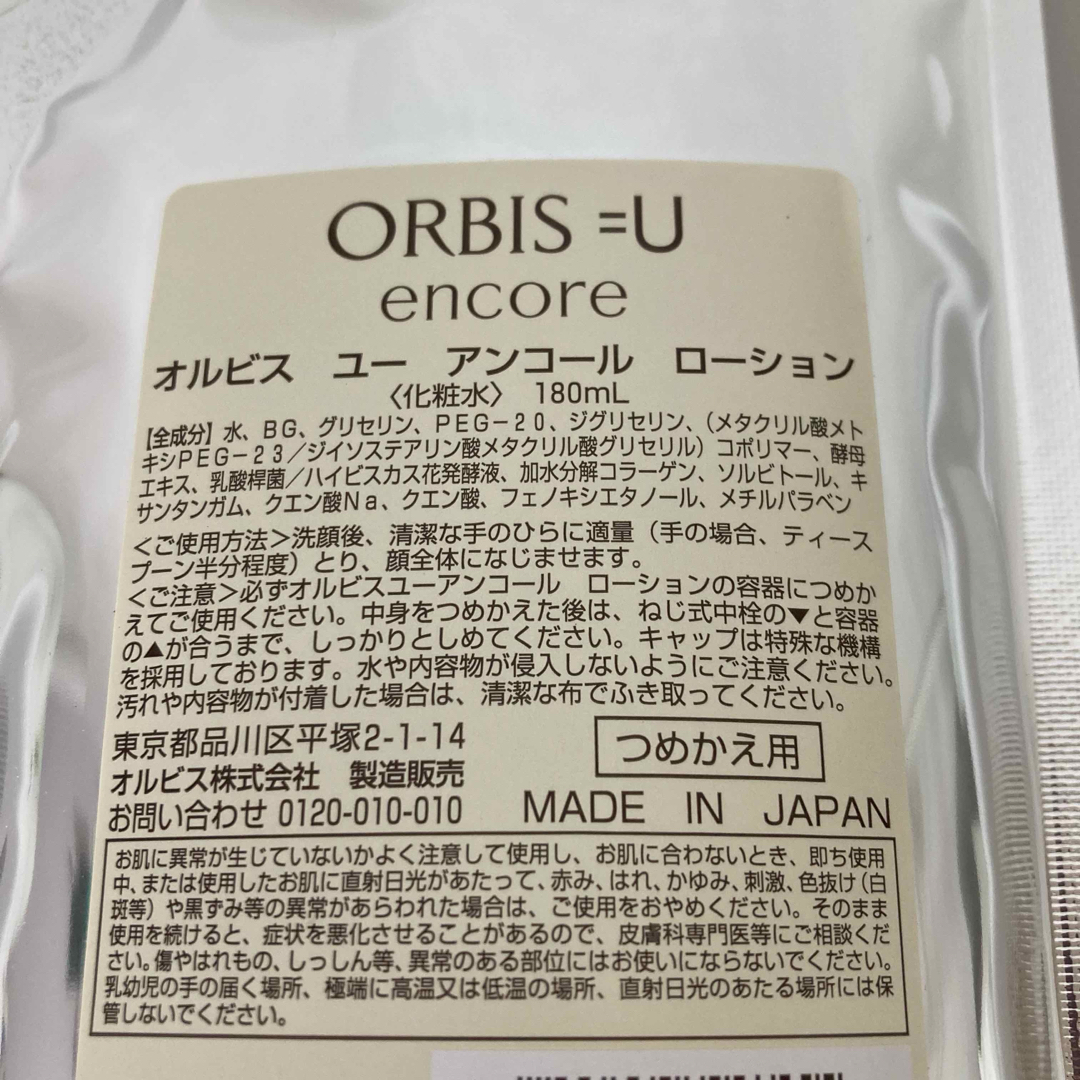 ORBIS =U
encore
オルビス ユー アンコール ローション
〈化粧水〉 180mL
【全成分】水、BG、グリセリン、PEG－20、ジグリセリン、（メタクリル酸メト
キシPEG－23／ジイソステアリン酸メタクリル酸グリセリル）コポリマー、酵母
エキス、乳酸桿菌／ハイビスカス花発酵液、加水分解コラーゲン、ソルビトール、キ
サンタンガム、クエン酸Na、クエン酸、フェノキシエタノール、メチルパラベン
＜ご使用方法＞洗顔後、清潔な手のひらに適量（手の場合、ティース
プーン半分程度）とり、顔全体になじませます。
＜ご注意＞必ずオルビスユーアンコール ローションの容器につめか
えてご使用ください。中身をつめかえた後は、ねじ式中栓の▼と容器
の▲が合うまで、しっかりとしめてください。キャップは特殊な機構
を採用しております。水や内容物が侵入しないようにご注意ください。
汚れや内容物が付着した場合は、清潔な布でふき取ってください。
東京都品川区平塚2-1-14
オルビス株式会社 製造販売
つめかえ用
お問い合わせ 0120-010-010
MADE IN JAPAN
お肌に異常が生じていないかよく注意して使用し、お肌に合わないとき、即ち使用
中、または使用したお肌に直射日光があたって、赤み、はれ、かゆみ、刺激、色抜け（白
斑等）や黒ずみ等の異常があらわれた場合は、ご使用をおやめください。そのまま
使用を続けると、症状を悪化させることがあるので、皮膚科専門医等にご相談くだ
さい。傷やはれもの、しっしん等、異常のある部位にはお使いにならないでください。
乳幼児の手の届く場所、極端に高温又は低温の場所、直射日光のあたる場所には保
管しないでください。